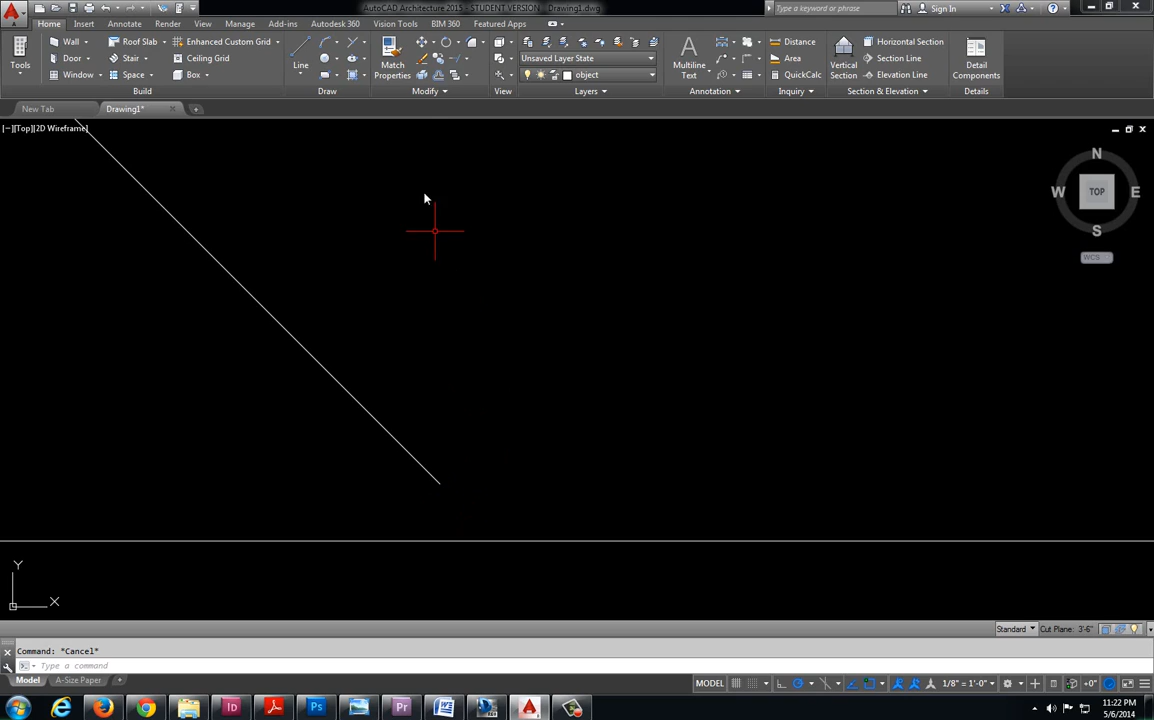 AutoCAD Architecture 2015 - STUDENT VERSION    Drawing1.dwg
Type a keyword or phrase
Sign In
Home Insert Annotate Render View Manage Add-ins Autodesk 360 Vision Tools BIM 360 Featured Apps
Tools
Wall Roof Slab Enhanced Custom Grid
Door Stair Ceiling Grid
Window Space Box
Line
Match
Properties
Unsaved Layer State
object
Multiline
Text
Distance
Area
QuickCalc
Vertical
Section
Horizontal Section
Section Line
Elevation Line
Detail
Components
Build Draw Modify View Layers Annotation Inquiry Section & Elevation Details
New Tab Drawing1*
[−][Top][2D Wireframe]
N
W TOP E
S
WCS
Y
X
Standard Cut Plane: 3'-6"
Command: *Cancel*
Type a command
Model A-Size Paper
MODEL 1/8" = 1'-0" +0"
11:22 PM
5/6/2014